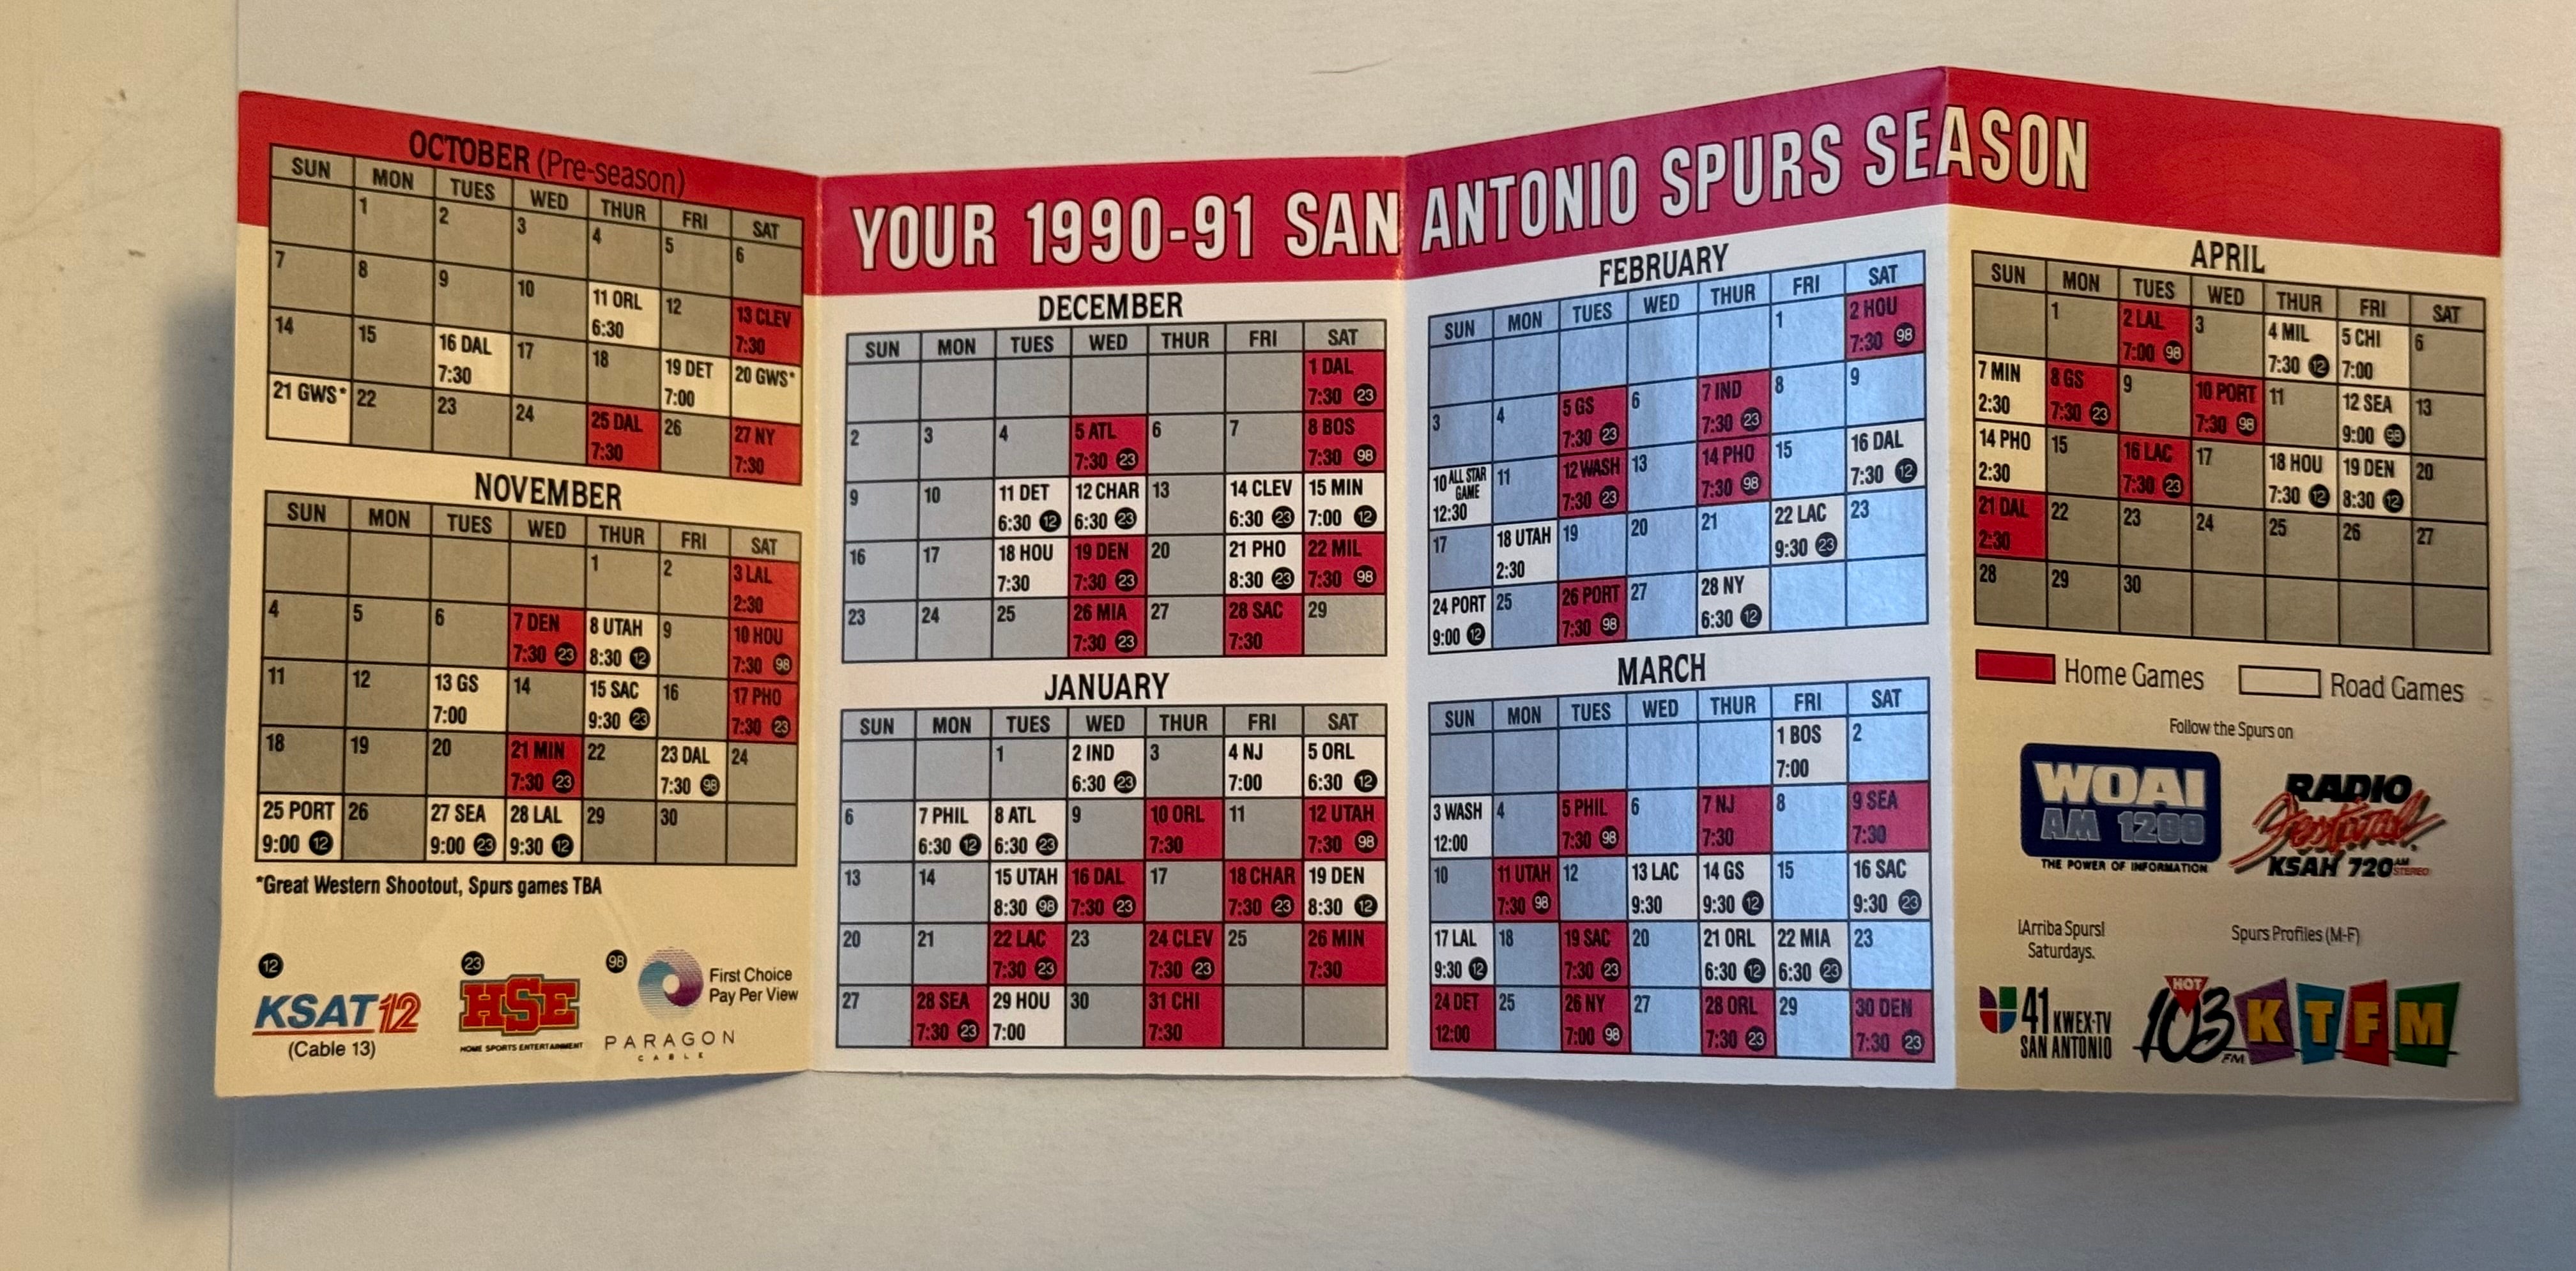 YOUR 1990-91 SAN ANTONIO SPURS SEASON
OCTOBER (Pre-season)
SUN MON TUES WED THUR FRI SAT
1 2 3 4 5 6
7 8 9 10 11 ORL 6:30 12 13 CLEV 7:30
14 15 16 DAL 7:30 17 18 19 DET 7:00 20 GWS*
21 GWS* 22 23 24 25 DAL 7:30 26 27 NY 7:30
NOVEMBER
SUN MON TUES WED THUR FRI SAT
1 2 3 LAL 2:30
4 5 6 7 DEN 7:30 23 8 UTAH 8:30 12 9 10 HOU 7:30 98
11 12 13 GS 7:00 14 15 SAC 9:30 23 16 17 PHO 7:30 23
18 19 20 21 MIN 7:30 23 22 23 DAL 7:30 98 24
25 PORT 9:00 12 26 27 SEA 9:00 23 28 LAL 9:30 12 29 30
*Great Western Shootout, Spurs games TBA
12 KSAT 12
(Cable 13)
23 HSE
HOME SPORTS ENTERTAINMENT
98 First Choice
Pay Per View
PARAGON
CABLE
DECEMBER
SUN MON TUES WED THUR FRI SAT
1 DAL 7:30 23
2 3 4 5 ATL 7:30 23 6 7 8 BOS 7:30 98
9 10 11 DET 6:30 12 12 CHAR 6:30 23 13 14 CLEV 6:30 23 15 MIN 7:00 12
16 17 18 HOU 7:30 19 DEN 7:30 23 20 21 PHO 8:30 23 22 MIL 7:30 98
23 24 25 26 MIA 7:30 23 27 28 SAC 7:30 29
JANUARY
SUN MON TUES WED THUR FRI SAT
1 2 IND 6:30 23 3 4 NJ 7:00 5 ORL 6:30 12
6 7 PHIL 6:30 12 8 ATL 6:30 23 9 10 ORL 7:30 11 12 UTAH 7:30 98
13 14 15 UTAH 8:30 98 16 DAL 7:30 23 17 18 CHAR 7:30 23 19 DEN 8:30 12
20 21 22 LAC 7:30 23 23 24 CLEV 7:30 23 25 26 MIN 7:30
27 28 SEA 7:30 23 29 HOU 7:00 30 31 CHI 7:30
FEBRUARY
SUN MON TUES WED THUR FRI SAT
1 2 HOU 7:30 98
3 4 5 GS 7:30 23 6 7 IND 7:30 23 8 9
10 ALL STAR GAME 12:30 11 12 WASH 7:30 23 13 14 PHO 7:30 98 15 16 DAL 7:30 12
17 18 UTAH 2:30 19 20 21 22 LAC 9:30 23 23
24 PORT 9:00 12 25 26 PORT 7:30 98 27 28 NY 6:30 12
MARCH
SUN MON TUES WED THUR FRI SAT
1 BOS 7:00 2
3 WASH 12:00 4 5 PHIL 7:30 98 6 7 NJ 7:30 8 9 SEA 7:30
10 11 UTAH 7:30 98 12 13 LAC 9:30 14 GS 9:30 12 15 16 SAC 9:30 23
17 LAL 9:30 12 18 19 SAC 7:30 23 20 21 ORL 6:30 12 22 MIA 6:30 23 23
24 DET 12:00 25 26 NY 7:00 98 27 28 ORL 7:30 23 29 30 DEN 7:30 23
APRIL
SUN MON TUES WED THUR FRI SAT
1 2 LAL 7:00 98 3 4 MIL 7:30 12 5 CHI 7:00 6
7 MIN 2:30 8 GS 7:30 23 9 10 PORT 7:30 98 11 12 SEA 9:00 98 13
14 PHO 2:30 15 16 LAC 7:30 23 17 18 HOU 7:30 12 19 DEN 8:30 12 20
21 DAL 2:30 22 23 24 25 26 27
28 29 30
Home Games Road Games
Follow the Spurs on
WOAI
AM 1200
THE POWER OF INFORMATION
RADIO
Festival
KSAH 720 AM STEREO
¡Arriba Spurs!
Saturdays.
41 KWEX-TV
SAN ANTONIO
Spurs Profiles (M-F)
HOT
103 FM KTFM